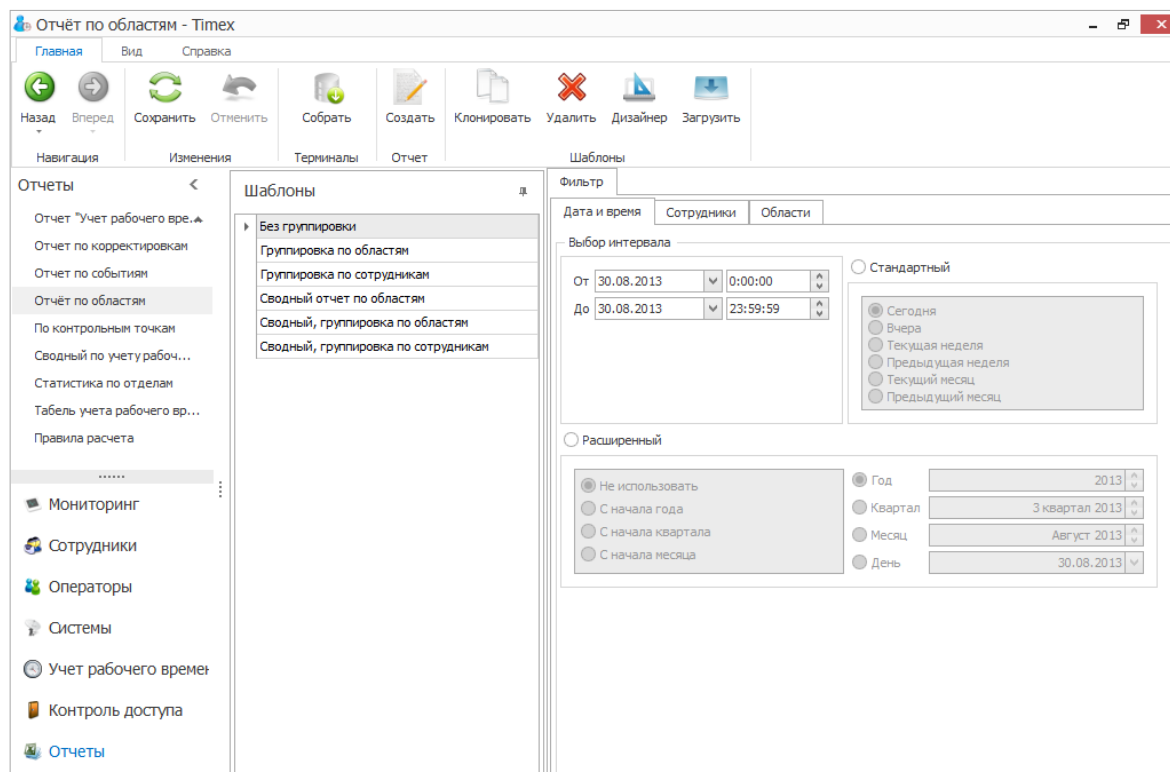 Отчёт по областям - Timex
Главная Вид Справка
Назад Вперед Сохранить Отменить Собрать Создать Клонировать Удалить Дизайнер Загрузить
Навигация Изменения Терминалы Отчет Шаблоны
Отчеты
Отчет "Учет рабочего вре..
Отчет по корректировкам
Отчет по событиям
Отчёт по областям
По контрольным точкам
Сводный по учету рабоч...
Статистика по отделам
Табель учета рабочего вр...
Правила расчета
Мониторинг
Сотрудники
Операторы
Системы
Учет рабочего времен
Контроль доступа
Отчеты
Шаблоны
Без группировки
Группировка по областям
Группировка по сотрудникам
Сводный отчет по областям
Сводный, группировка по областям
Сводный, группировка по сотрудникам
Фильтр
Дата и время Сотрудники Области
Выбор интервала
От 30.08.2013 0:00:00
До 30.08.2013 23:59:59
Стандартный
Сегодня
Вчера
Текущая неделя
Предыдущая неделя
Текущий месяц
Предыдущий месяц
Расширенный
Не использовать
С начала года
С начала квартала
С начала месяца
Год 2013
Квартал 3 квартал 2013
Месяц Август 2013
День 30.08.2013